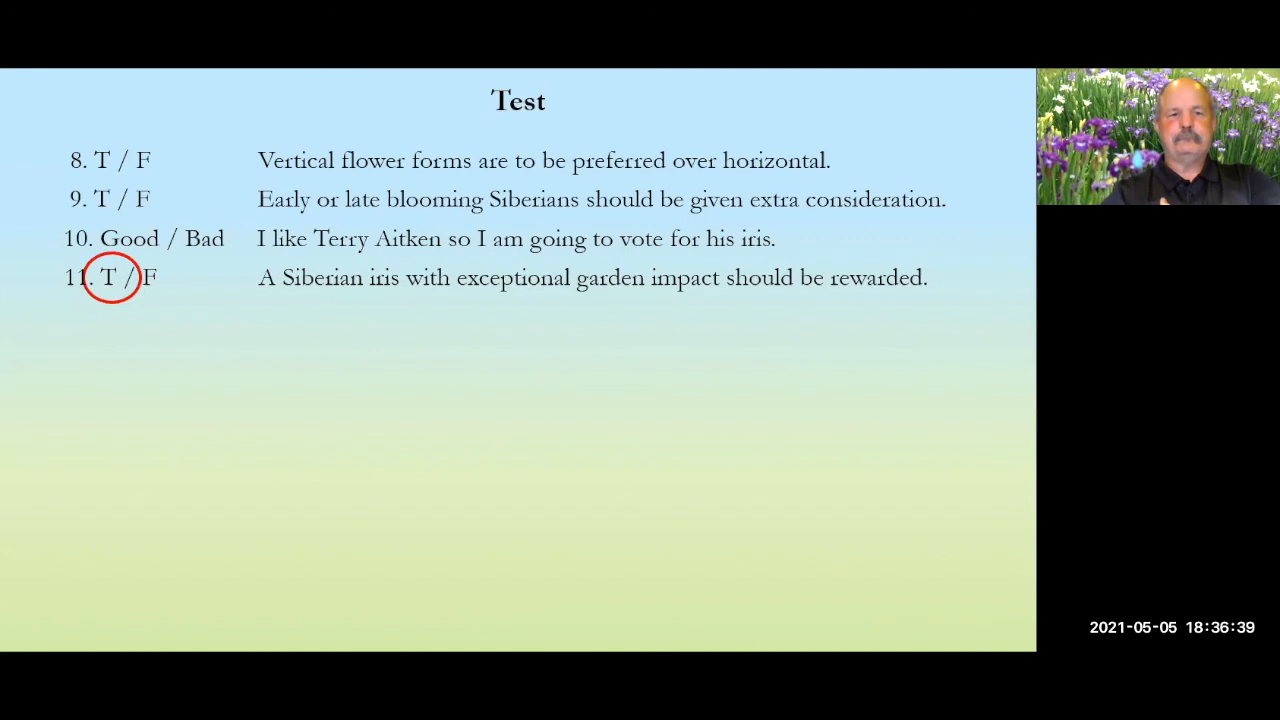 Test
8. T / F Vertical flower forms are to be preferred over horizontal.
9. T / F Early or late blooming Siberians should be given extra consideration.
10. Good / Bad I like Terry Aitken so I am going to vote for his iris.
11. T / F A Siberian iris with exceptional garden impact should be rewarded.
2021-05-05 18:36:39